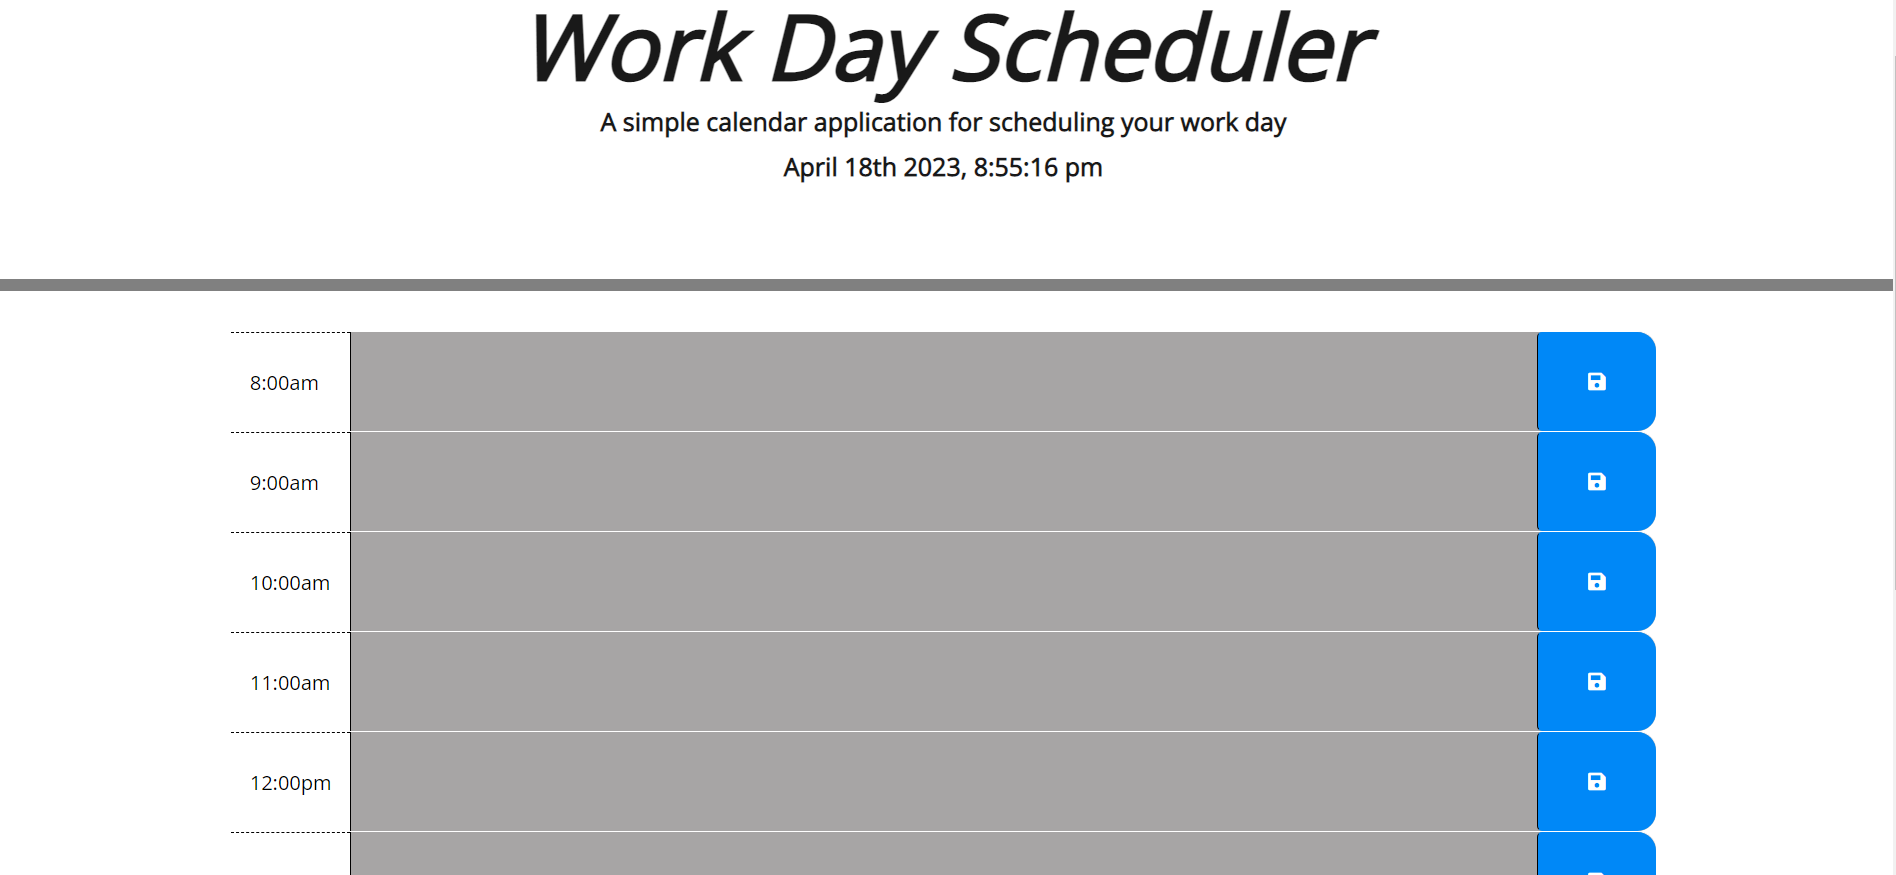 Work Day Scheduler
A simple calendar application for scheduling your work day
April 18th 2023, 8:55:16 pm
8:00am
9:00am
10:00am
11:00am
12:00pm